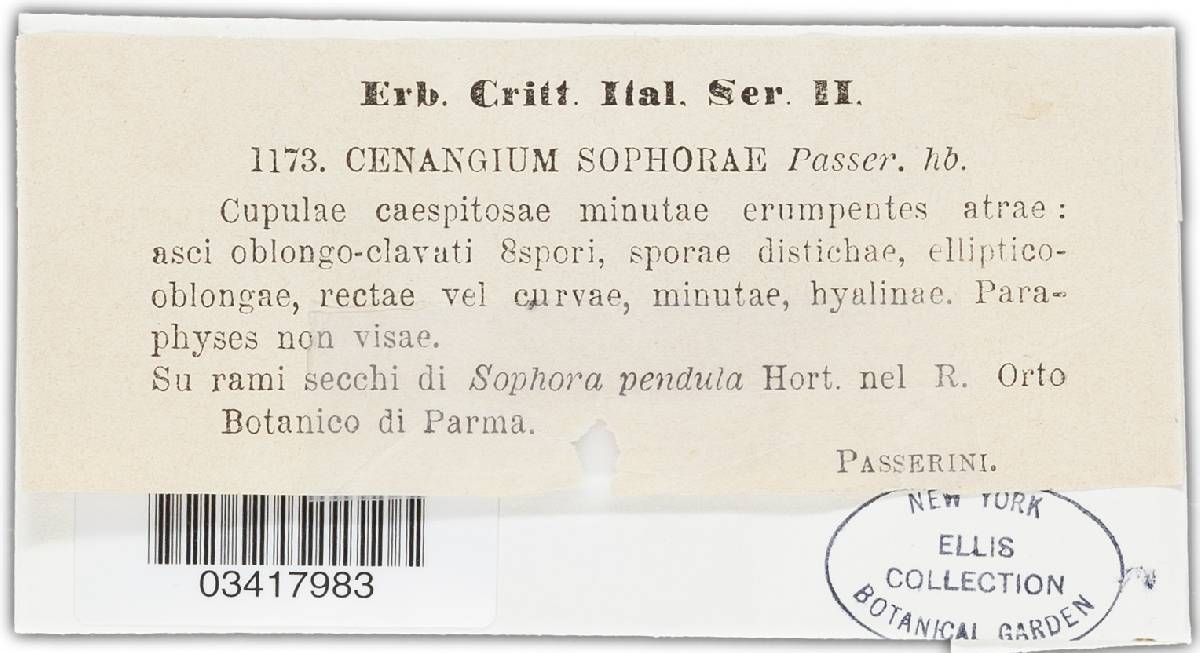 Erb. Critt. Ital. Ser. II.
1173. CENANGIUM SOPHORAE Passer. hb.
Cupulae caespitosae minutae erumpentes atrae :
asci oblongo-clavati 8spori, sporae distichae, elliptico-
oblongae, rectae vel curvae, minutae, hyalinae. Para-
physes non visae.
Su rami secchi di Sophora pendula Hort. nel R. Orto
Botanico di Parma.
PASSERINI.
03417983
NEW YORK
ELLIS
COLLECTION
BOTANICAL GARDEN